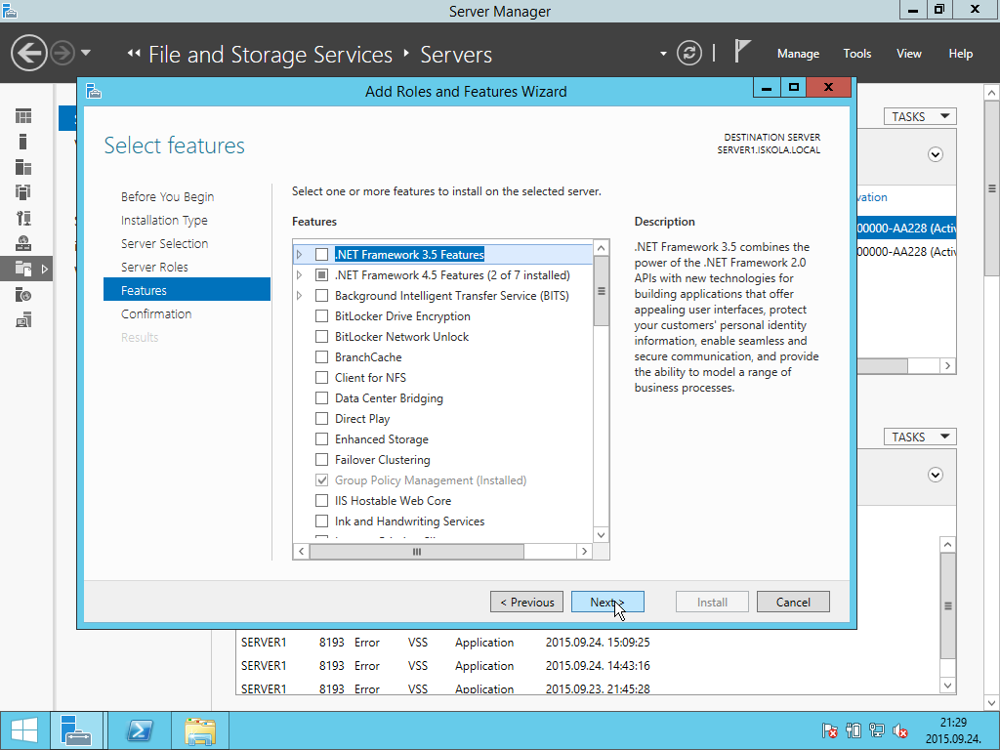 Server Manager
File and Storage Services
Servers
Manage
Tools
View
Help
Add Roles and Features Wizard
Select features
DESTINATION SERVER
SERVER1.ISKOLA.LOCAL
Before You Begin
Installation Type
Server Selection
Server Roles
Features
Confirmation
Results
Select one or more features to install on the selected server.
Features
.NET Framework 3.5 Features
.NET Framework 4.5 Features (2 of 7 installed)
Background Intelligent Transfer Service (BITS)
BitLocker Drive Encryption
BitLocker Network Unlock
BranchCache
Client for NFS
Data Center Bridging
Direct Play
Enhanced Storage
Failover Clustering
Group Policy Management (Installed)
IIS Hostable Web Core
Ink and Handwriting Services
Description
.NET Framework 3.5 combines the
power of the .NET Framework 2.0
APIs with new technologies for
building applications that offer
appealing user interfaces, protect
your customers' personal identity
information, enable seamless and
secure communication, and provide
the ability to model a range of
business processes.
< Previous
Next >
Install
Cancel
TASKS
vation
00000-AA228 (Activ
00000-AA228 (Activ
TASKS
SERVER1 8193 Error VSS Application 2015.09.24. 15:09:25
SERVER1 8193 Error VSS Application 2015.09.24. 14:43:16
SERVER1 8193 Error VSS Application 2015.09.23. 21:45:28
21:29
2015.09.24.